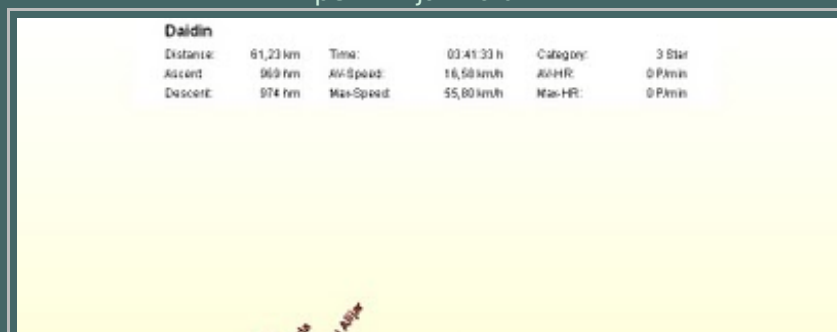 Daidin
Distance: 61,23 km Time: 03:41:33 h Category: 3 Star
Ascent: 969 hm AV-Speed: 16,58 km/h AV-HR: 0 P/min
Descent: 974 hm Max-Speed: 55,80 km/h Max-HR: 0 P/min